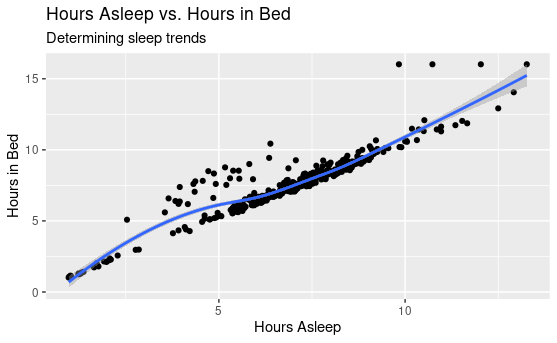 Hours Asleep vs. Hours in Bed
Determining sleep trends
15
10
5
0
Hours in Bed
5
10
Hours Asleep